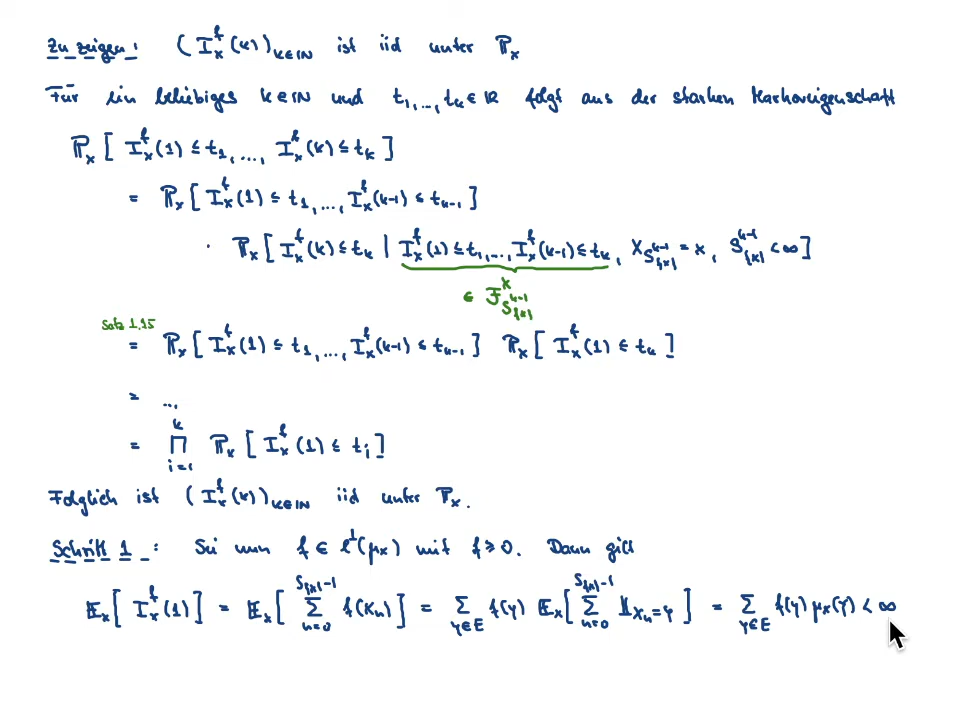 Zu zeigen: (I_x^f(k))_{k∈ℕ} ist iid unter ℙ_x
Für ein beliebiges k∈ℕ und t_1,...,t_k ∈ ℝ folgt aus der starken Markoveigenschaft
ℙ_x [ I_x^f(1) ≤ t_1,..., I_x^f(k) ≤ t_k ]
= ℙ_x [ I_x^f(1) ≤ t_1,..., I_x^f(k-1) ≤ t_{k-1} ]
· ℙ_x [ I_x^f(k) ≤ t_k | I_x^f(1) ≤ t_1,..., I_x^f(k-1) ≤ t_k, X_{S_{{x}}^{k-1}} = x, S_{{x}}^{k-1} < ∞ ]
∈ ℱ^X_{S_{{x}}^{k-1}}
Satz 1.15
= ℙ_x [ I_x^f(1) ≤ t_1,..., I_x^f(k-1) ≤ t_{k-1} ] ℙ_x [ I_x^f(1) ≤ t_k ]
= ...
= ∏_{i=1}^k ℙ_x [ I_x^f(1) ≤ t_i ]
Folglich ist (I_x^f(k))_{k∈ℕ} iid unter ℙ_x.
Schritt 1: Sei nun f ∈ ℓ^1(μ_x) mit f ≥ 0. Dann gilt
𝔼_x [ I_x^f(1) ] = 𝔼_x [ ∑_{n=0}^{S_{{x}}-1} f(X_n) ] = ∑_{y∈E} f(y) 𝔼_x [ ∑_{n=0}^{S_{{x}}-1} 𝟙_{X_n=y} ] = ∑_{y∈E} f(y) μ_x(y) < ∞